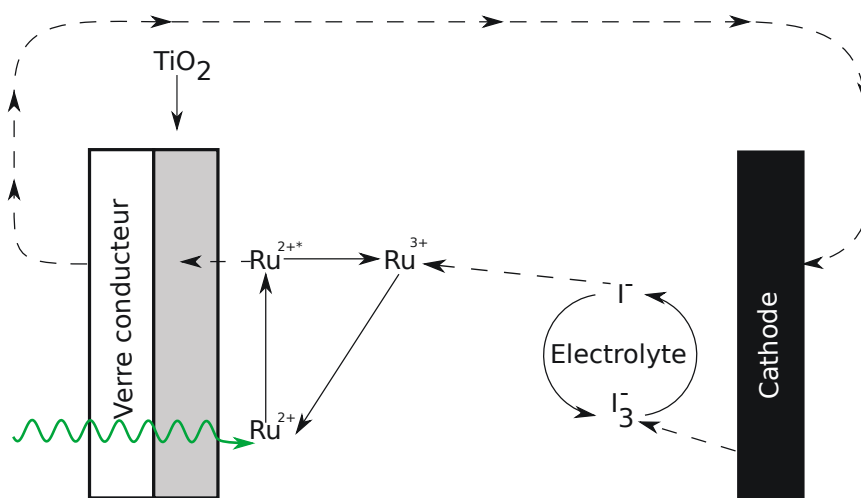 TiO2
Verre conducteur
Ru2+*
Ru3+
I-
Electrolyte
I3-
Ru2+
Cathode